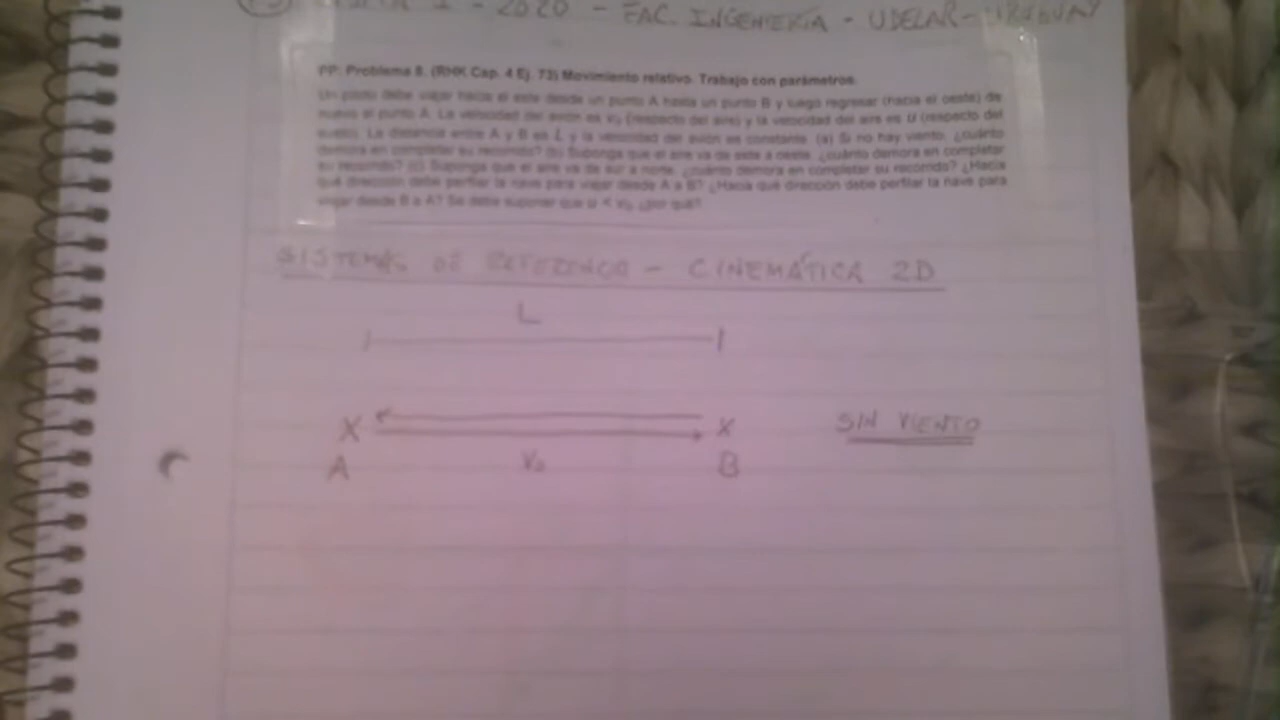 I - 2020 - FAC. INGENIERÍA - UDELAR - URUGUAY
PP: Problema 8. (RHK Cap. 4 Ej. 73) Movimiento relativo. Trabajo con parámetros.
Un piloto debe viajar hacia el este desde un punto A hasta un punto B y luego regresar (hacia el oeste) de
nuevo al punto A. La velocidad del avión es v₀ (respecto del aire) y la velocidad del aire es u (respecto del
suelo). La distancia entre A y B es L y la velocidad del avión es constante. (a) Si no hay viento, ¿cuánto
demora en completar su recorrido? (b) Suponga que el aire va de este a oeste, ¿cuánto demora en completar
su recorrido? (c) Suponga que el aire va de sur a norte, ¿cuánto demora en completar su recorrido? ¿Hacia
qué dirección debe perfilar la nave para viajar desde A a B? ¿Hacia qué dirección debe perfilar la nave para
viajar desde B a A? Se debe suponer que u < v₀ ¿por qué?
SISTEMAS DE REFERENCIA - CINEMÁTICA 2D
L
X X SIN VIENTO
A V₀ B